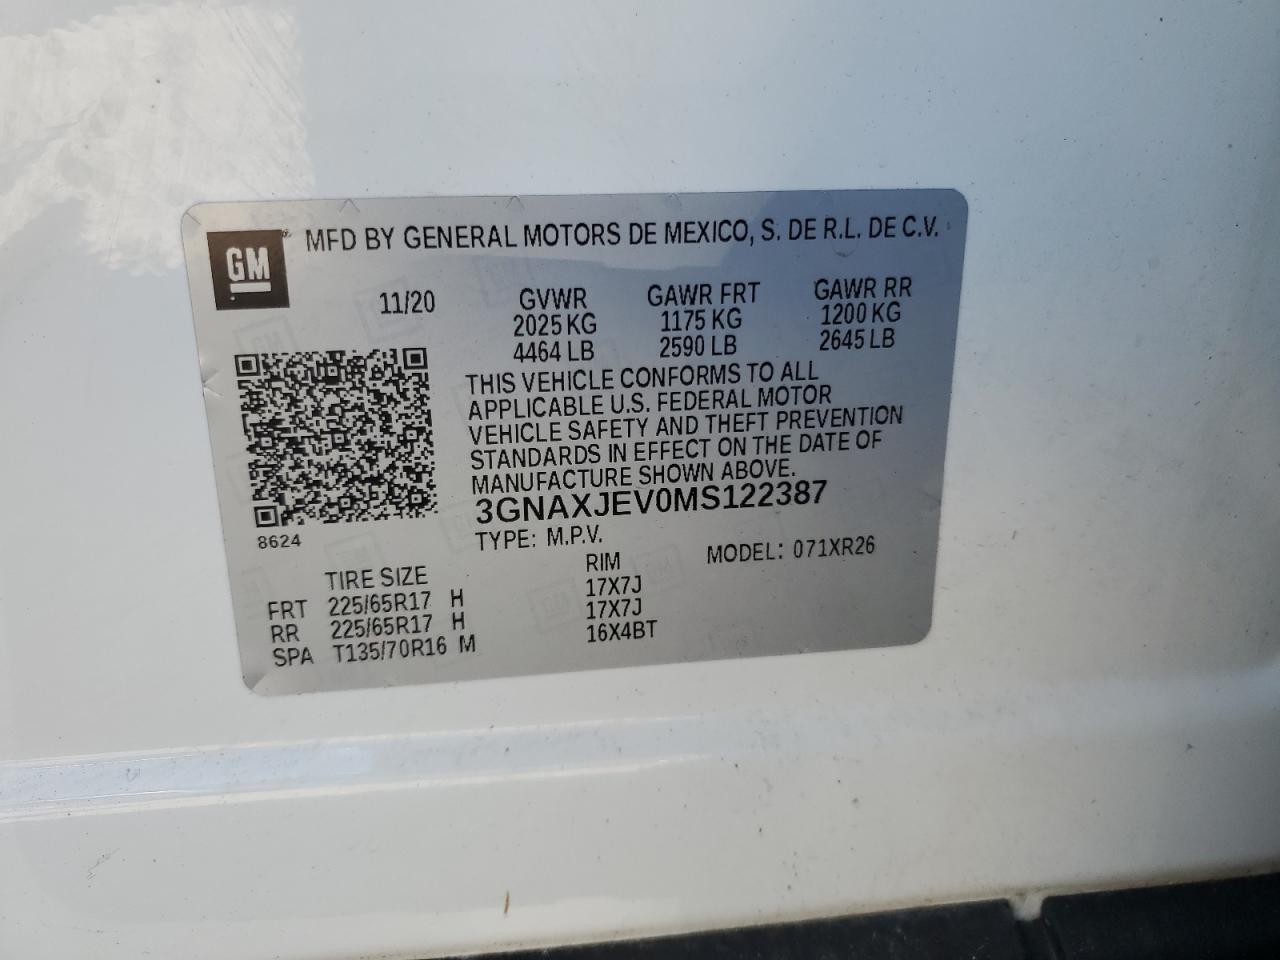 GM
MFD BY GENERAL MOTORS DE MEXICO, S. DE R.L. DE C.V.
11/20 GVWR GAWR FRT GAWR RR
2025 KG 1175 KG 1200 KG
4464 LB 2590 LB 2645 LB
THIS VEHICLE CONFORMS TO ALL
APPLICABLE U.S. FEDERAL MOTOR
VEHICLE SAFETY AND THEFT PREVENTION
STANDARDS IN EFFECT ON THE DATE OF
MANUFACTURE SHOWN ABOVE.
3GNAXJEV0MS122387
8624
TYPE: M.P.V.
MODEL: 071XR26
TIRE SIZE RIM
FRT 225/65R17 H 17X7J
RR 225/65R17 H 17X7J
SPA T135/70R16 M 16X4BT